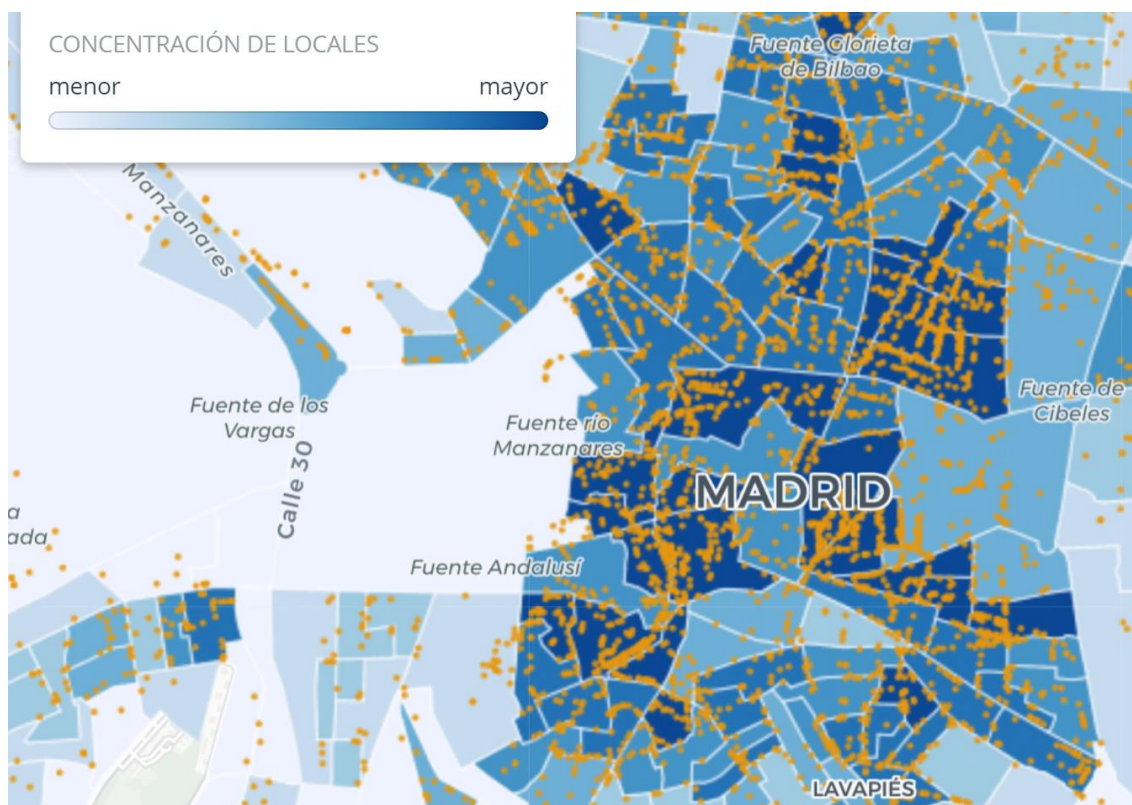 CONCENTRACIÓN DE LOCALES
menor mayor
Fuente Glorieta
de Bilbao
Manzanares
Fuente de los
Vargas
Calle 30
Fuente río
Manzanares
Fuente de
Cibeles
MADRID
a
ada
Fuente Andalusí
LAVAPIÉS